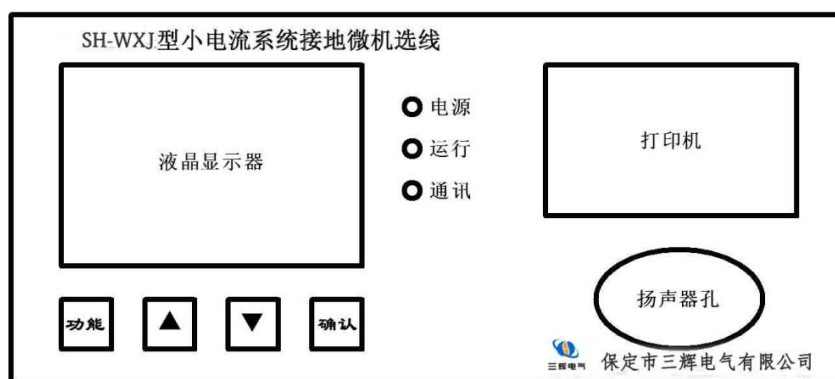 SH-WXJ型小电流系统接地微机选线
液晶显示器
电源
运行
通讯
打印机
功能
▲
▼
确认
扬声器孔
三辉电气
保定市三辉电气有限公司